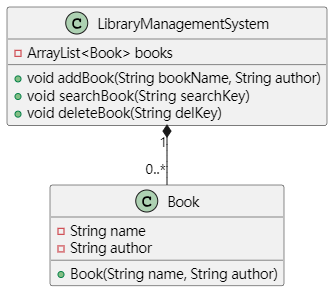 C LibraryManagementSystem
ArrayList<Book> books
void addBook(String bookName, String author)
void searchBook(String searchKey)
void deleteBook(String delKey)
1
0..*
C Book
String name
String author
Book(String name, String author)